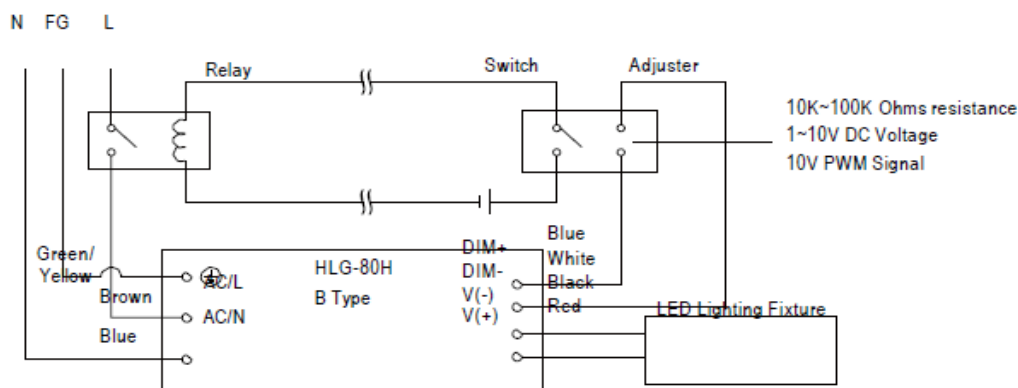 N FG L
Relay
Switch
Adjuster
10K~100K Ohms resistance
1~10V DC Voltage
10V PWM Signal
Green/
Yellow
Brown
Blue
AC/L
AC/N
HLG-80H
B Type
DIM+
DIM-
V(-)
V(+)
Blue
White
Black
Red
LED Lighting Fixture